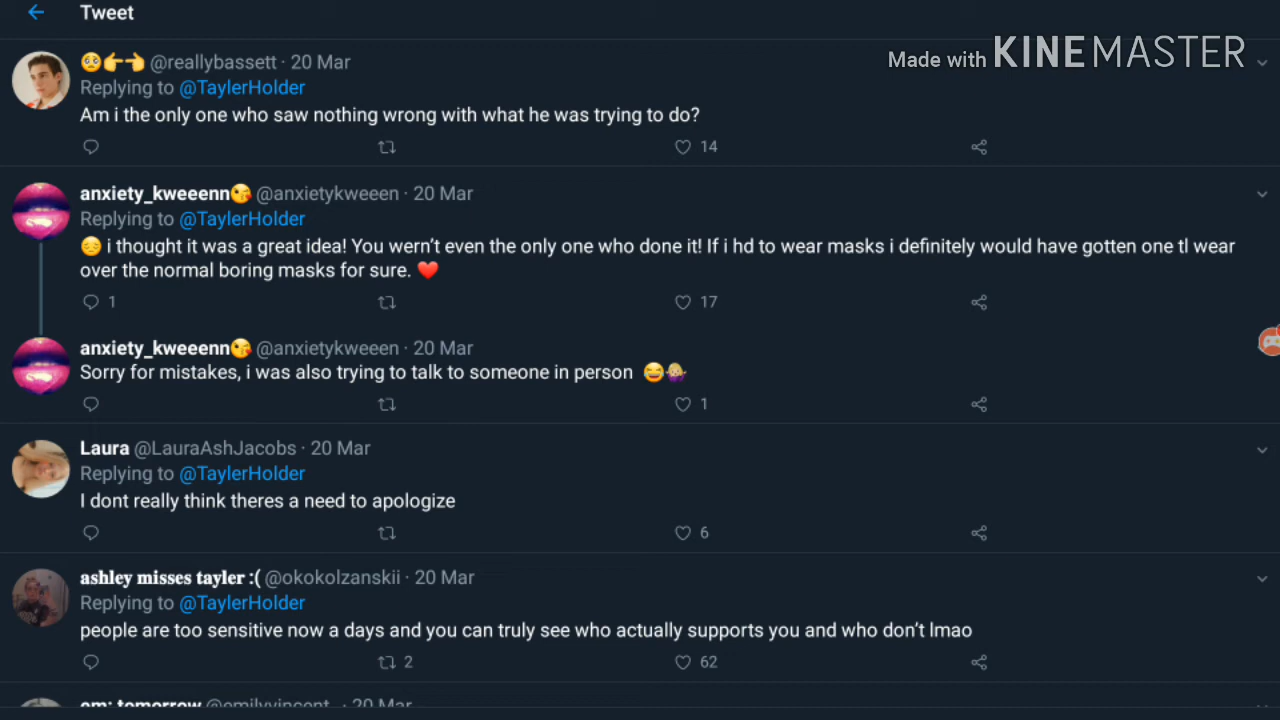 Tweet
Made with KINEMASTER
🥺👉👈 @reallybassett · 20 Mar
Replying to @TaylerHolder
Am i the only one who saw nothing wrong with what he was trying to do?
14
anxiety_kweeenn😘 @anxietykweeen · 20 Mar
Replying to @TaylerHolder
😔 i thought it was a great idea! You wern’t even the only one who done it! If i hd to wear masks i definitely would have gotten one tl wear
over the normal boring masks for sure. ❤️
1 17
anxiety_kweeenn😘 @anxietykweeen · 20 Mar
Sorry for mistakes, i was also trying to talk to someone in person 😂🤷🏼‍♀️
1
Laura @LauraAshJacobs · 20 Mar
Replying to @TaylerHolder
I dont really think theres a need to apologize
6
ashley misses tayler :( @okokolzanskii · 20 Mar
Replying to @TaylerHolder
people are too sensitive now a days and you can truly see who actually supports you and who don’t lmao
2 62
em: tomorrow @emilyvincent_ · 20 Mar